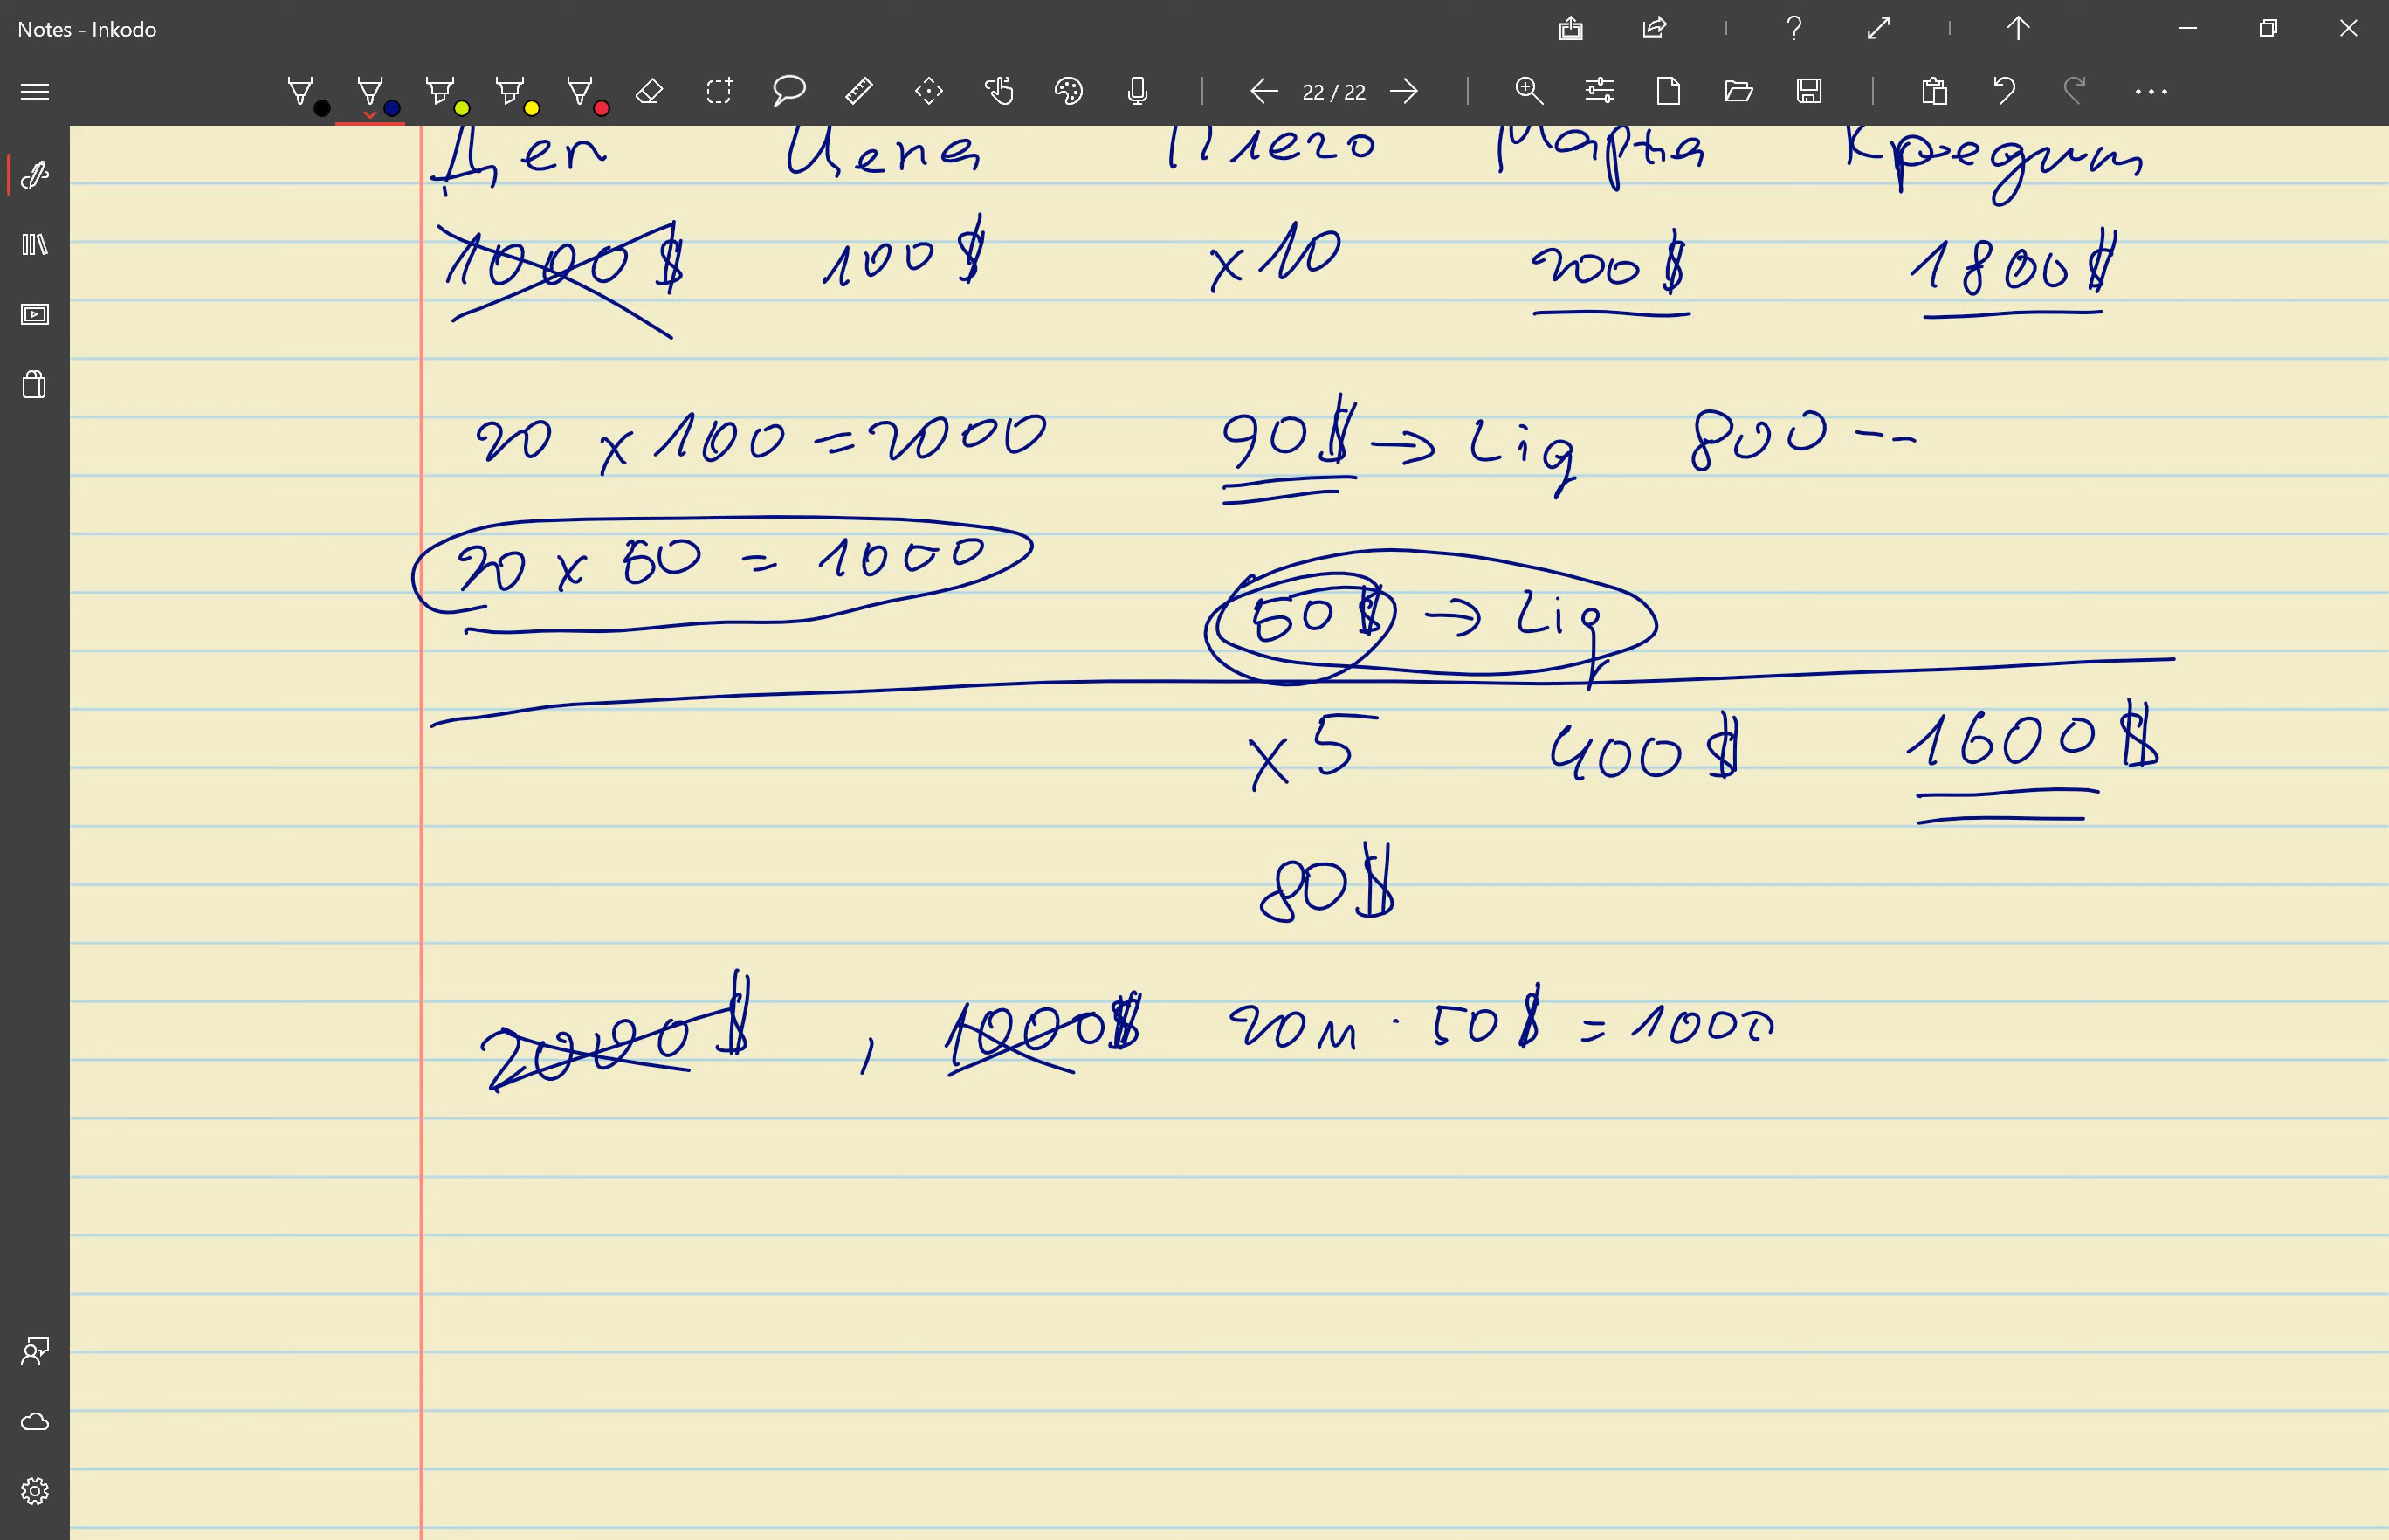 Notes - Inkodo
22 / 22
Деп Цена Плечо Маржа Кредит
1000$ 100$ x10 200$ 1800$
20 x 100 = 2000 90$ => Liq 800 --
20 x 50 = 1000
50$ => Liq
x5 400$ 1600$
80$
2000$ , 1000$ 20м · 50$ = 1000